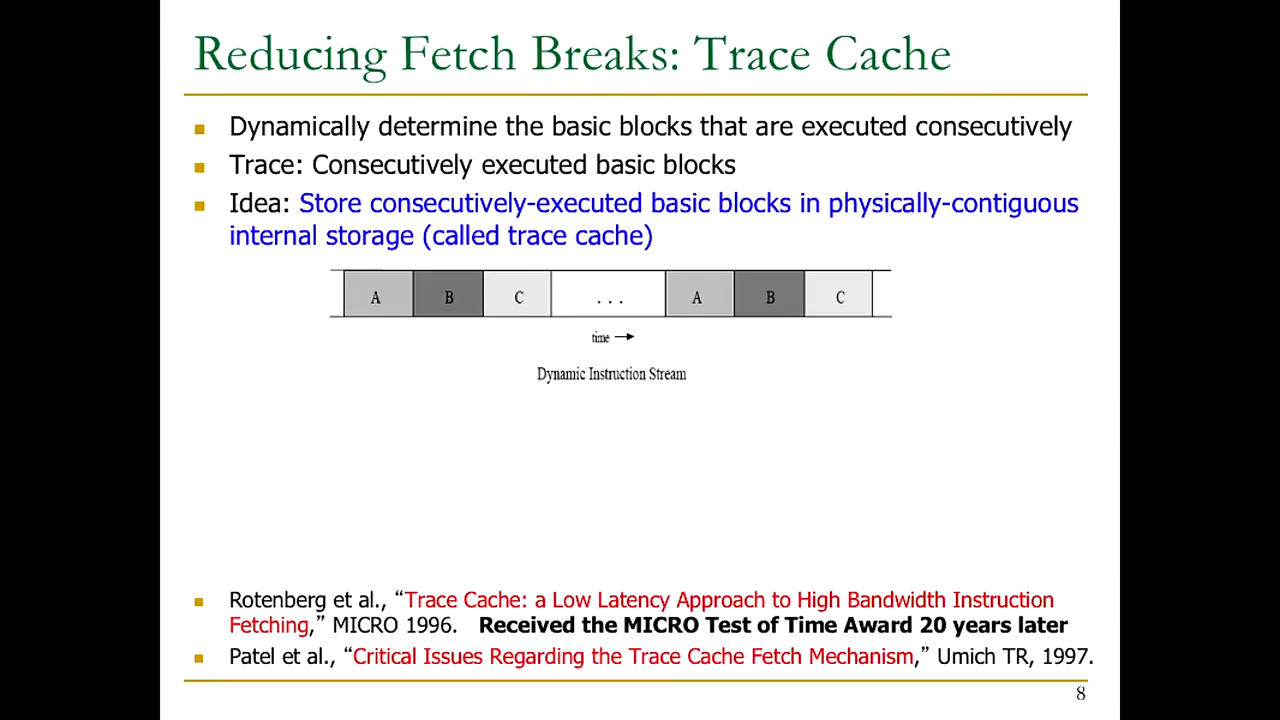 Reducing Fetch Breaks: Trace Cache
Dynamically determine the basic blocks that are executed consecutively
Trace: Consecutively executed basic blocks
Idea: Store consecutively-executed basic blocks in physically-contiguous
internal storage (called trace cache)
A B C . . . A B C
time
Dynamic Instruction Stream
Rotenberg et al., “Trace Cache: a Low Latency Approach to High Bandwidth Instruction
Fetching,” MICRO 1996. Received the MICRO Test of Time Award 20 years later
Patel et al., “Critical Issues Regarding the Trace Cache Fetch Mechanism,” Umich TR, 1997.
8